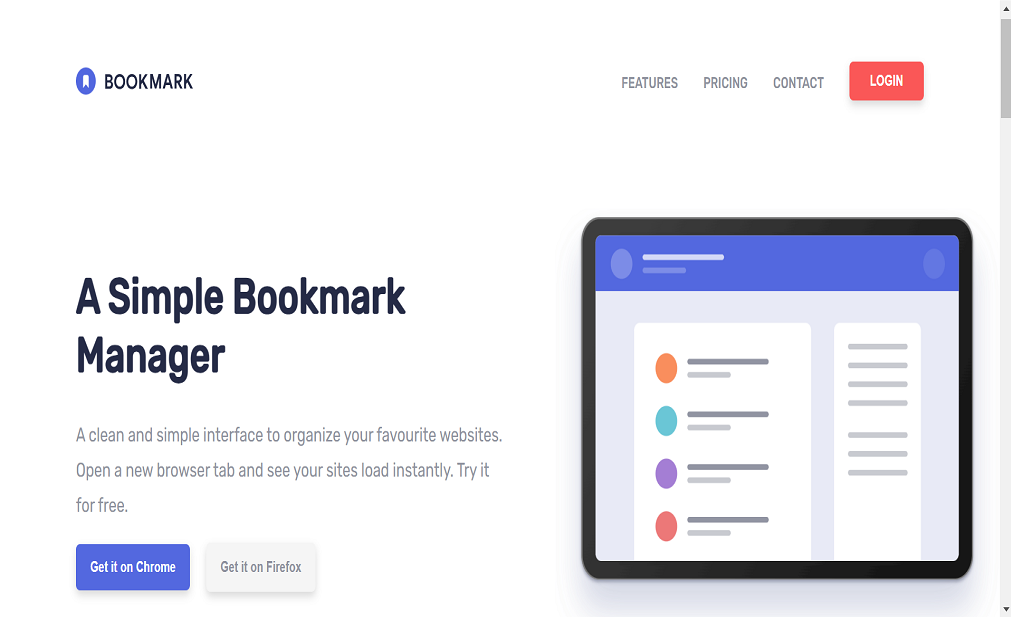 BOOKMARK
FEATURES PRICING CONTACT LOGIN
A Simple Bookmark
Manager
A clean and simple interface to organize your favourite websites.
Open a new browser tab and see your sites load instantly. Try it
for free.
Get it on Chrome Get it on Firefox